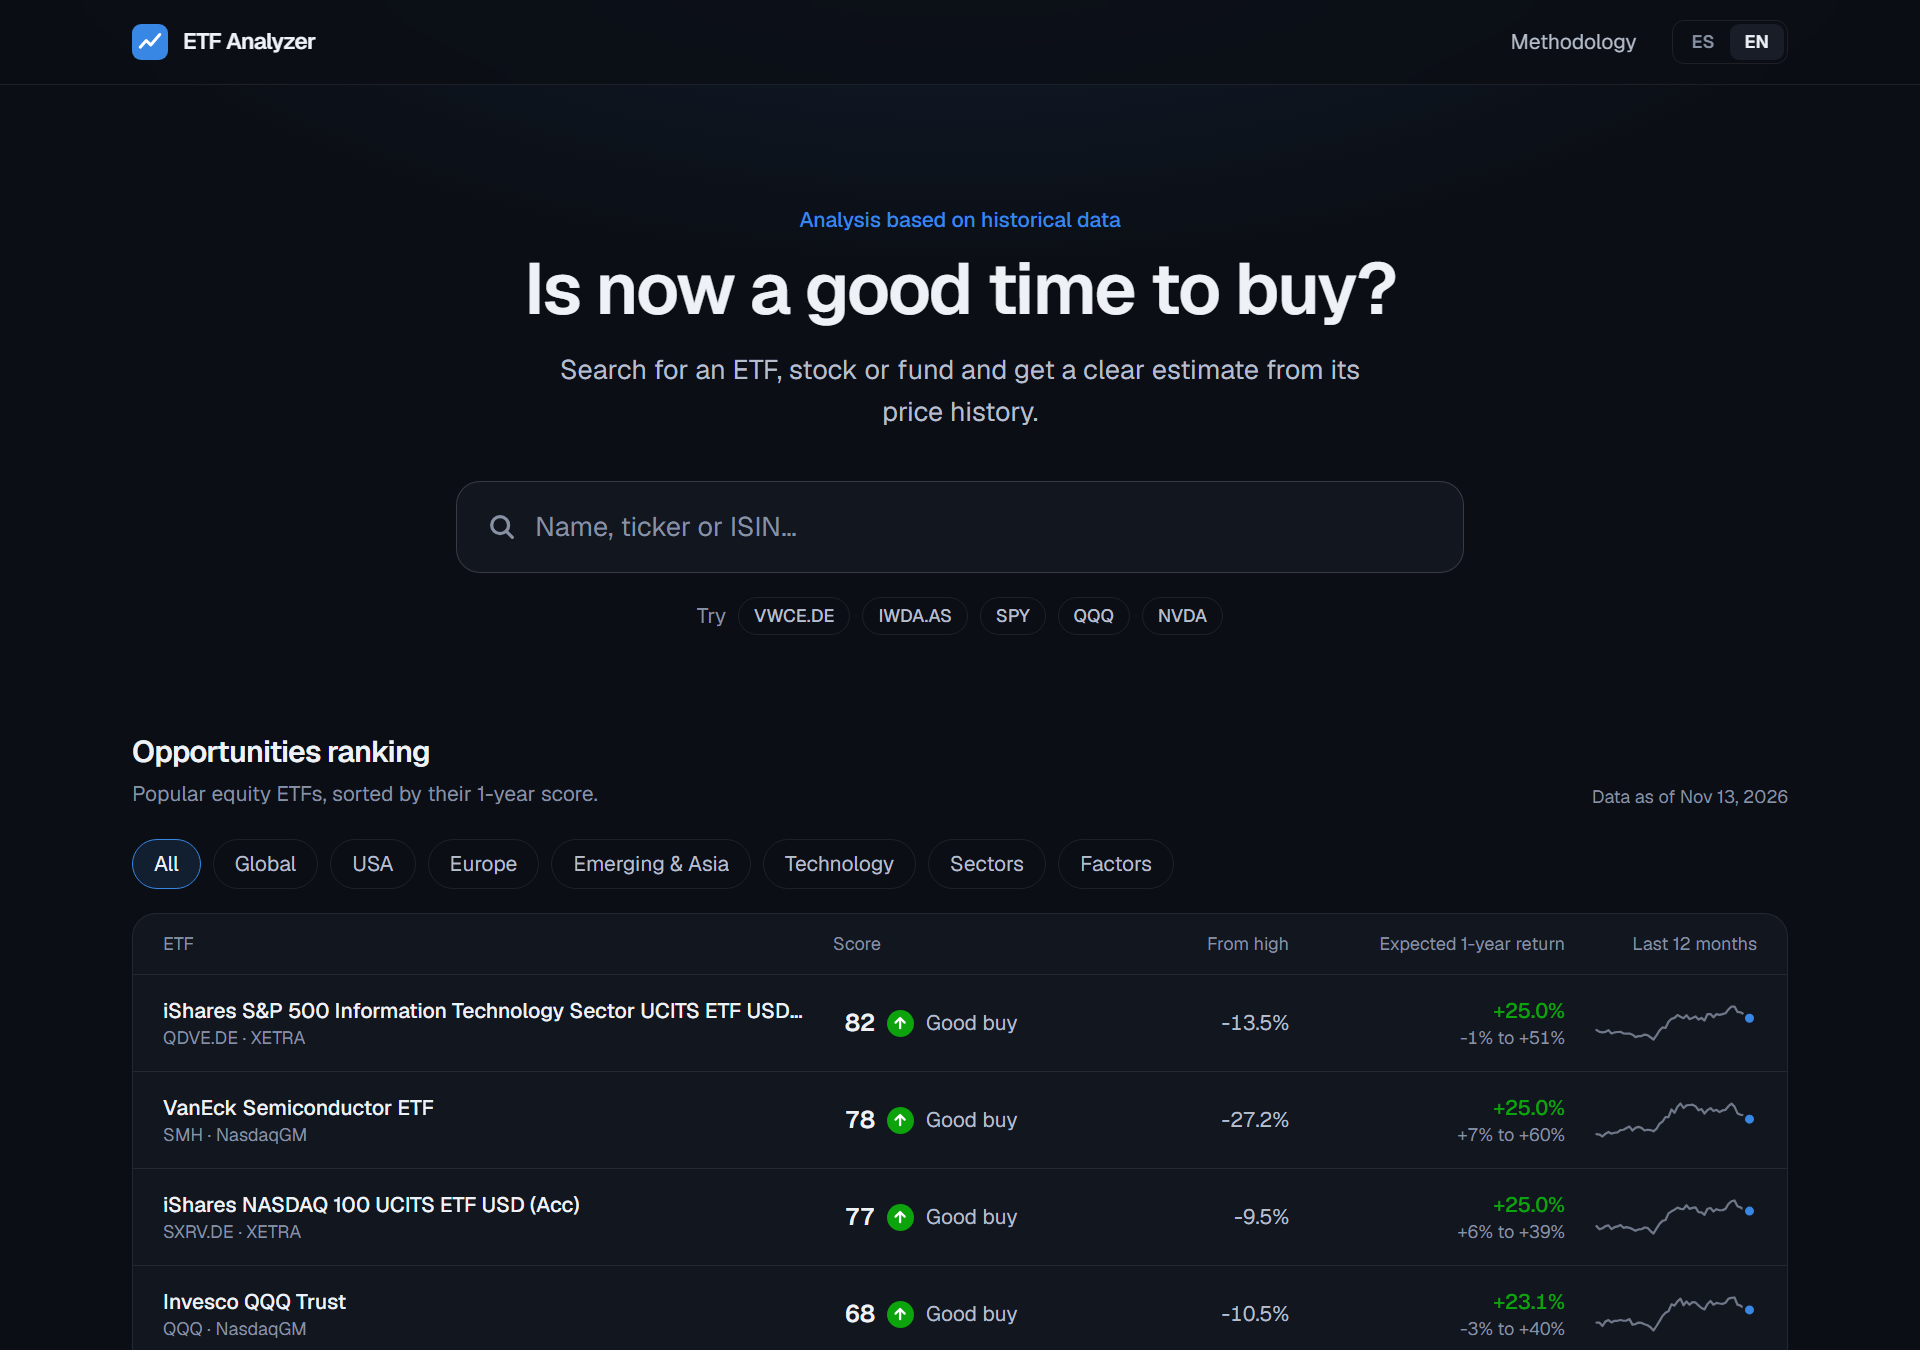 ETF Analyzer
Methodology
ES
EN
Analysis based on historical data
Is now a good time to buy?
Search for an ETF, stock or fund and get a clear estimate from its
price history.
Name, ticker or ISIN...
Try
VWCE.DE
IWDA.AS
SPY
QQQ
NVDA
Opportunities ranking
Popular equity ETFs, sorted by their 1-year score.
Data as of Nov 13, 2026
All
Global
USA
Europe
Emerging & Asia
Technology
Sectors
Factors
ETF
Score
From high
Expected 1-year return
Last 12 months
iShares S&P 500 Information Technology Sector UCITS ETF USD...
QDVE.DE · XETRA
82
Good buy
-13.5%
+25.0%
-1% to +51%
VanEck Semiconductor ETF
SMH · NasdaqGM
78
Good buy
-27.2%
+25.0%
+7% to +60%
iShares NASDAQ 100 UCITS ETF USD (Acc)
SXRV.DE · XETRA
77
Good buy
-9.5%
+25.0%
+6% to +39%
Invesco QQQ Trust
QQQ · NasdaqGM
68
Good buy
-10.5%
+23.1%
-3% to +40%